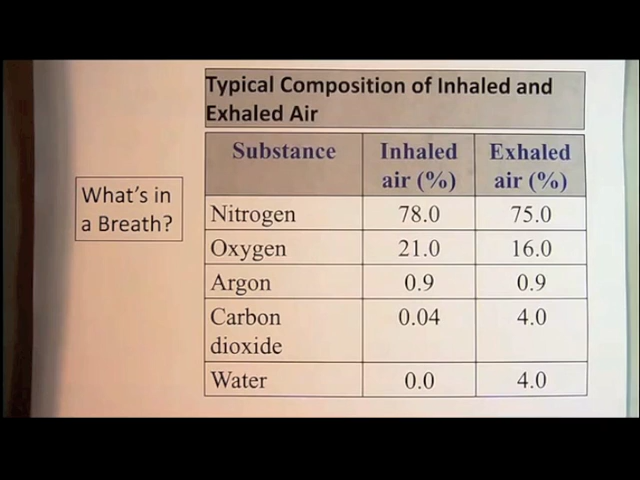 Typical Composition of Inhaled and
Exhaled Air
Substance Inhaled air (%) Exhaled air (%)
What's in
a Breath?
Nitrogen 78.0 75.0
Oxygen 21.0 16.0
Argon 0.9 0.9
Carbon dioxide 0.04 4.0
Water 0.0 4.0